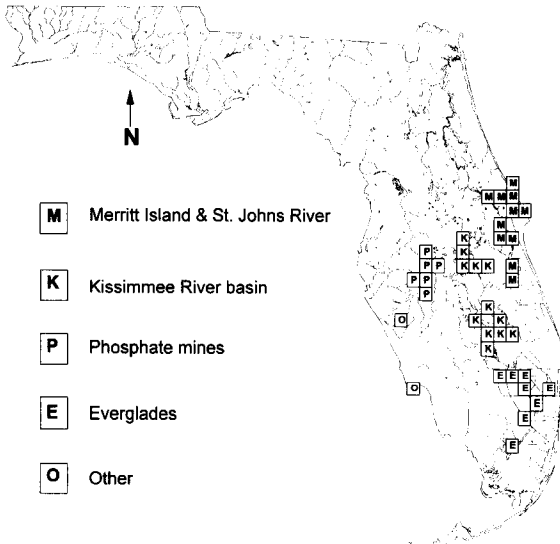 N
M Merritt Island & St. Johns River
K Kissimmee River basin
P Phosphate mines
E Everglades
O Other
M
M M M
M M
M
M M
K
P K
P P K K K M
P P M
P
K
O K K
K K K
K
E E E
O E E
E
E
E